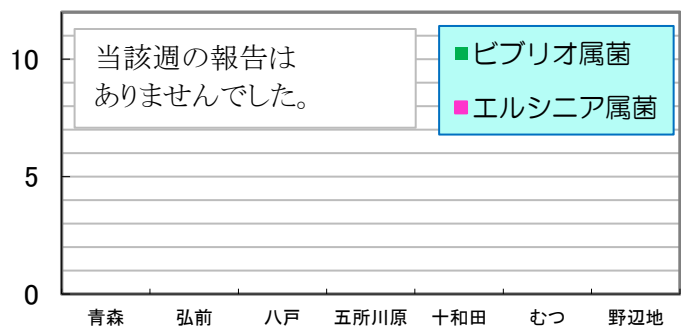 10
5
0
当該週の報告は
ありませんでした。
ビブリオ属菌
エルシニア属菌
青森 弘前 八戸 五所川原 十和田 むつ 野辺地